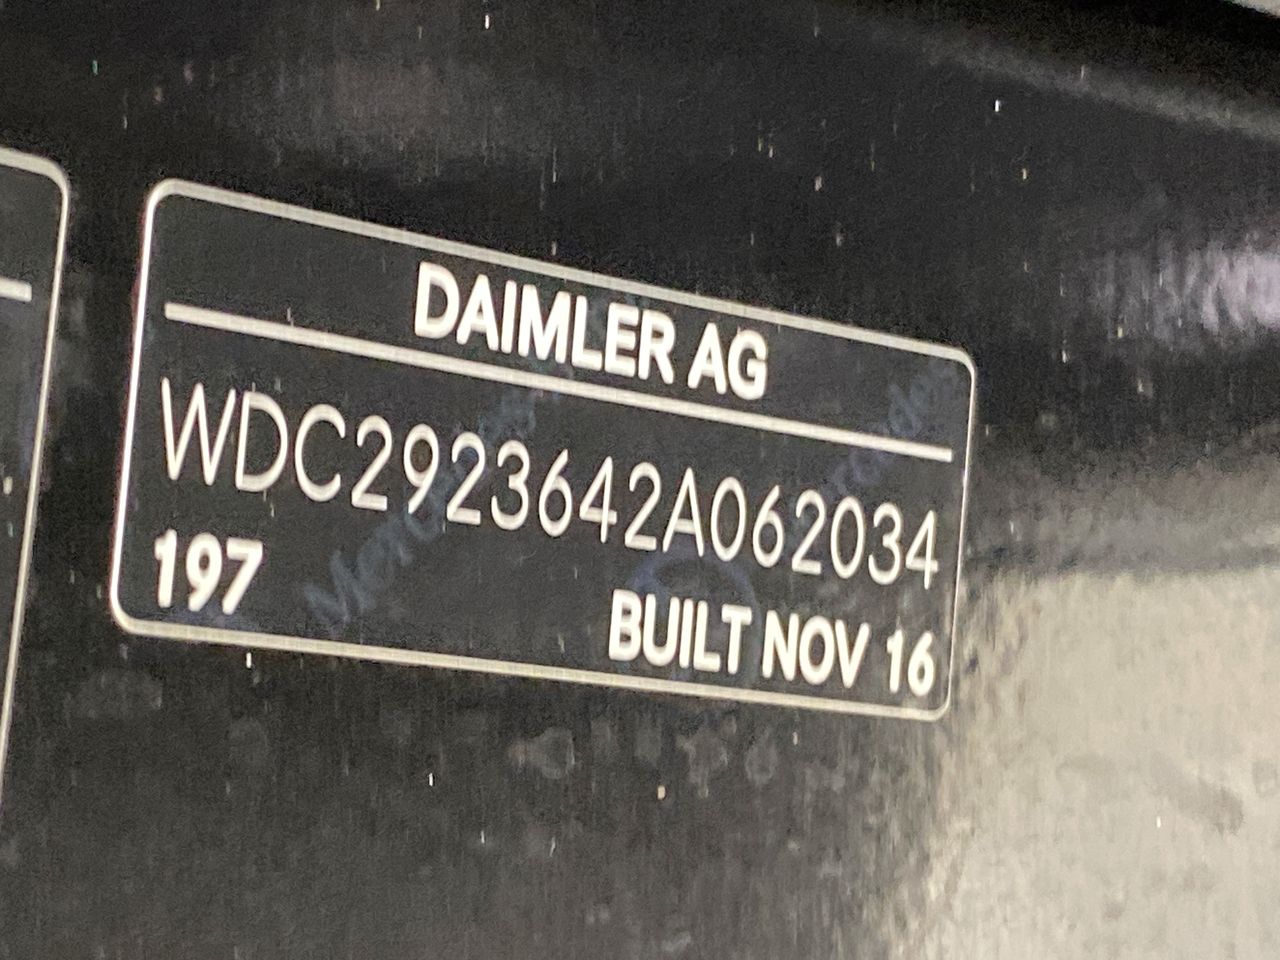 DAIMLER AG
WDC2923642A062034
197
BUILT NOV 16